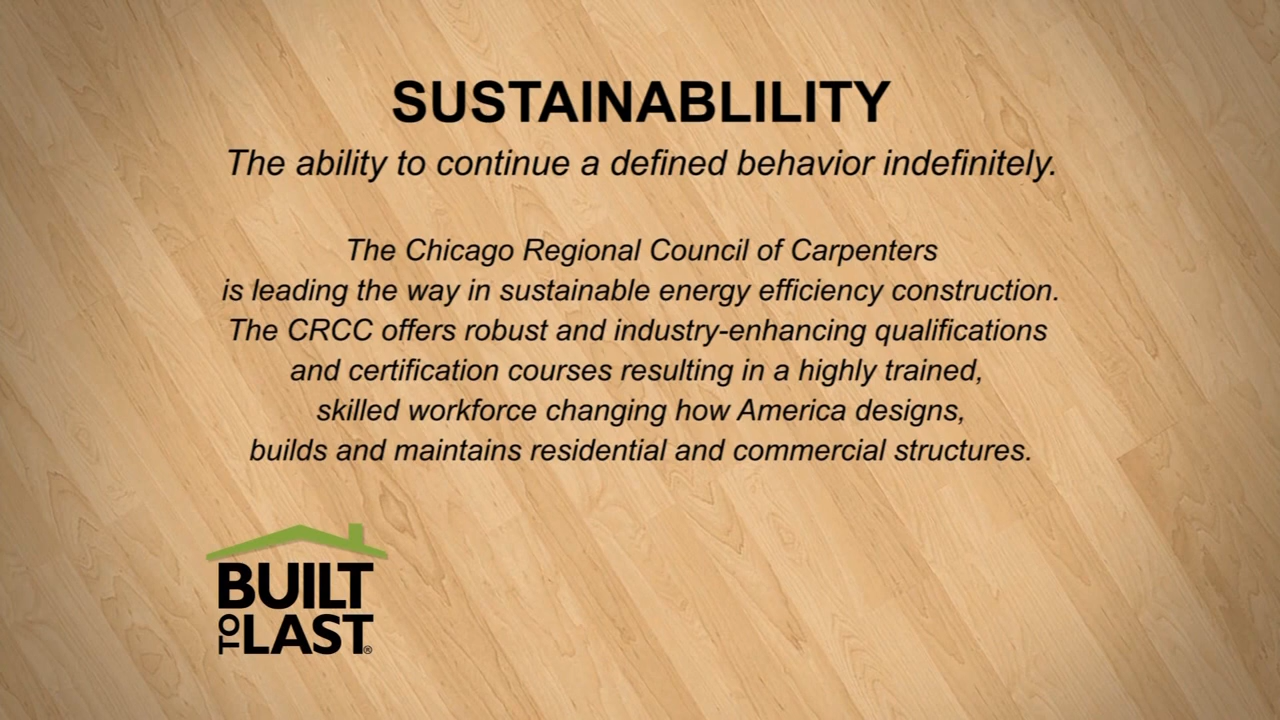 SUSTAINABLILITY
The ability to continue a defined behavior indefinitely.
The Chicago Regional Council of Carpenters
is leading the way in sustainable energy efficiency construction.
The CRCC offers robust and industry-enhancing qualifications
and certification courses resulting in a highly trained,
skilled workforce changing how America designs,
builds and maintains residential and commercial structures.
BUILT
TO LAST®